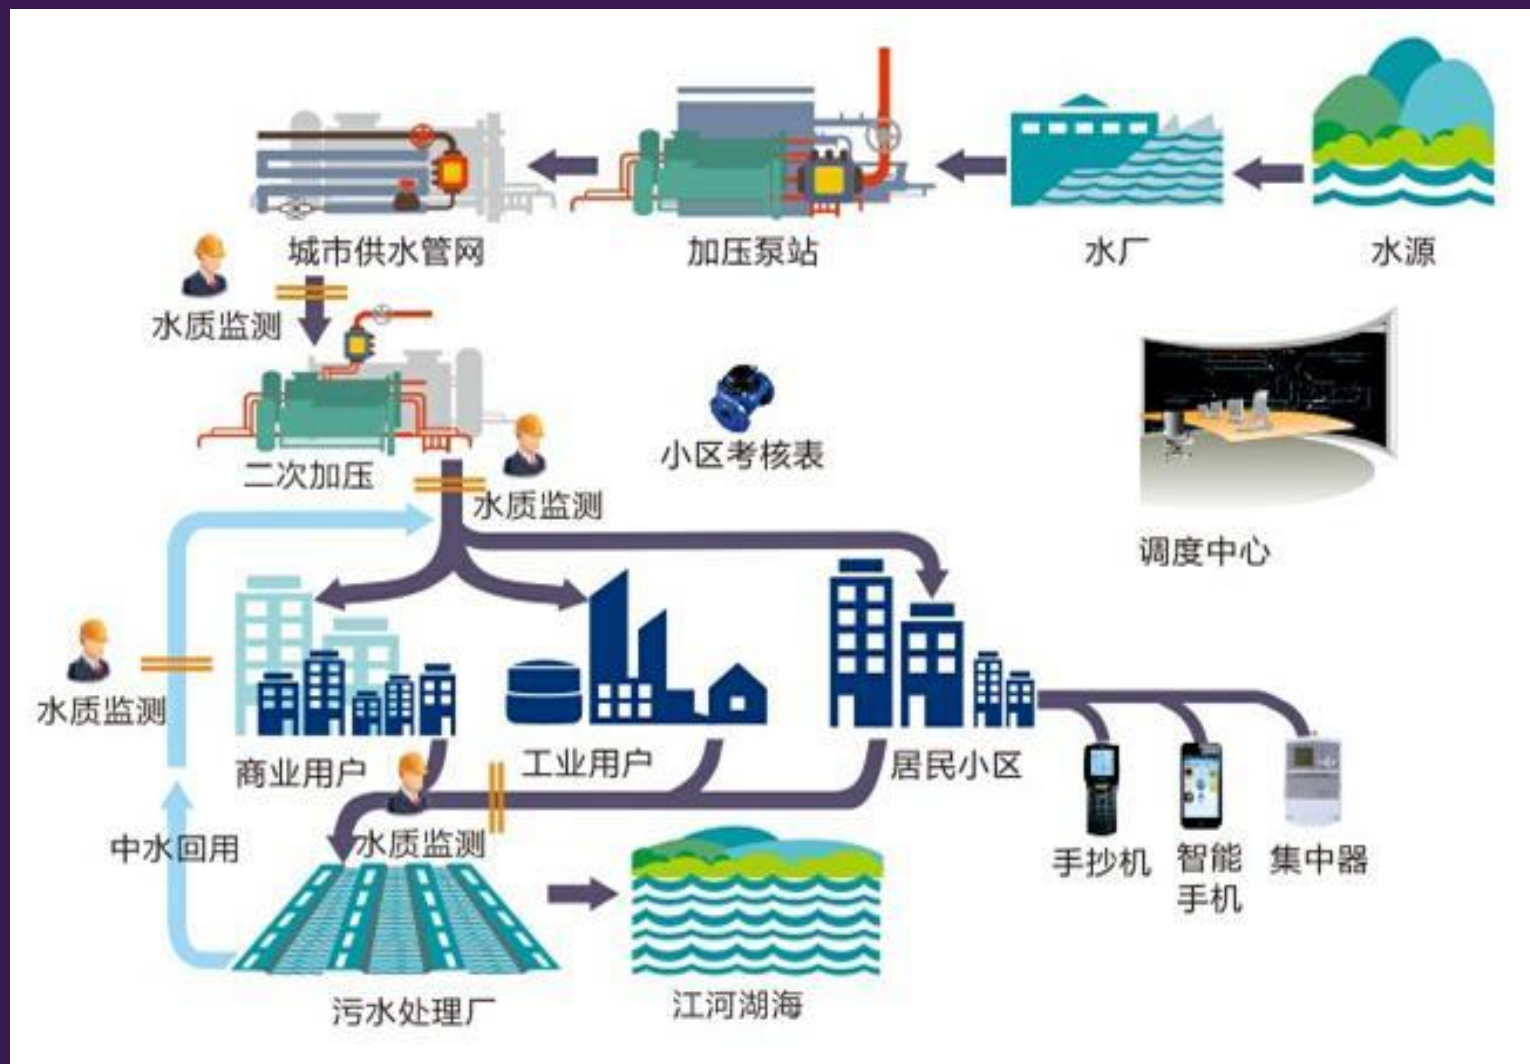 城市供水管网
加压泵站
水厂
水源
水质监测
二次加压
水质监测
小区考核表
调度中心
水质监测
商业用户
工业用户
居民小区
中水回用
水质监测
手抄机
智能
手机
集中器
污水处理厂
江河湖海